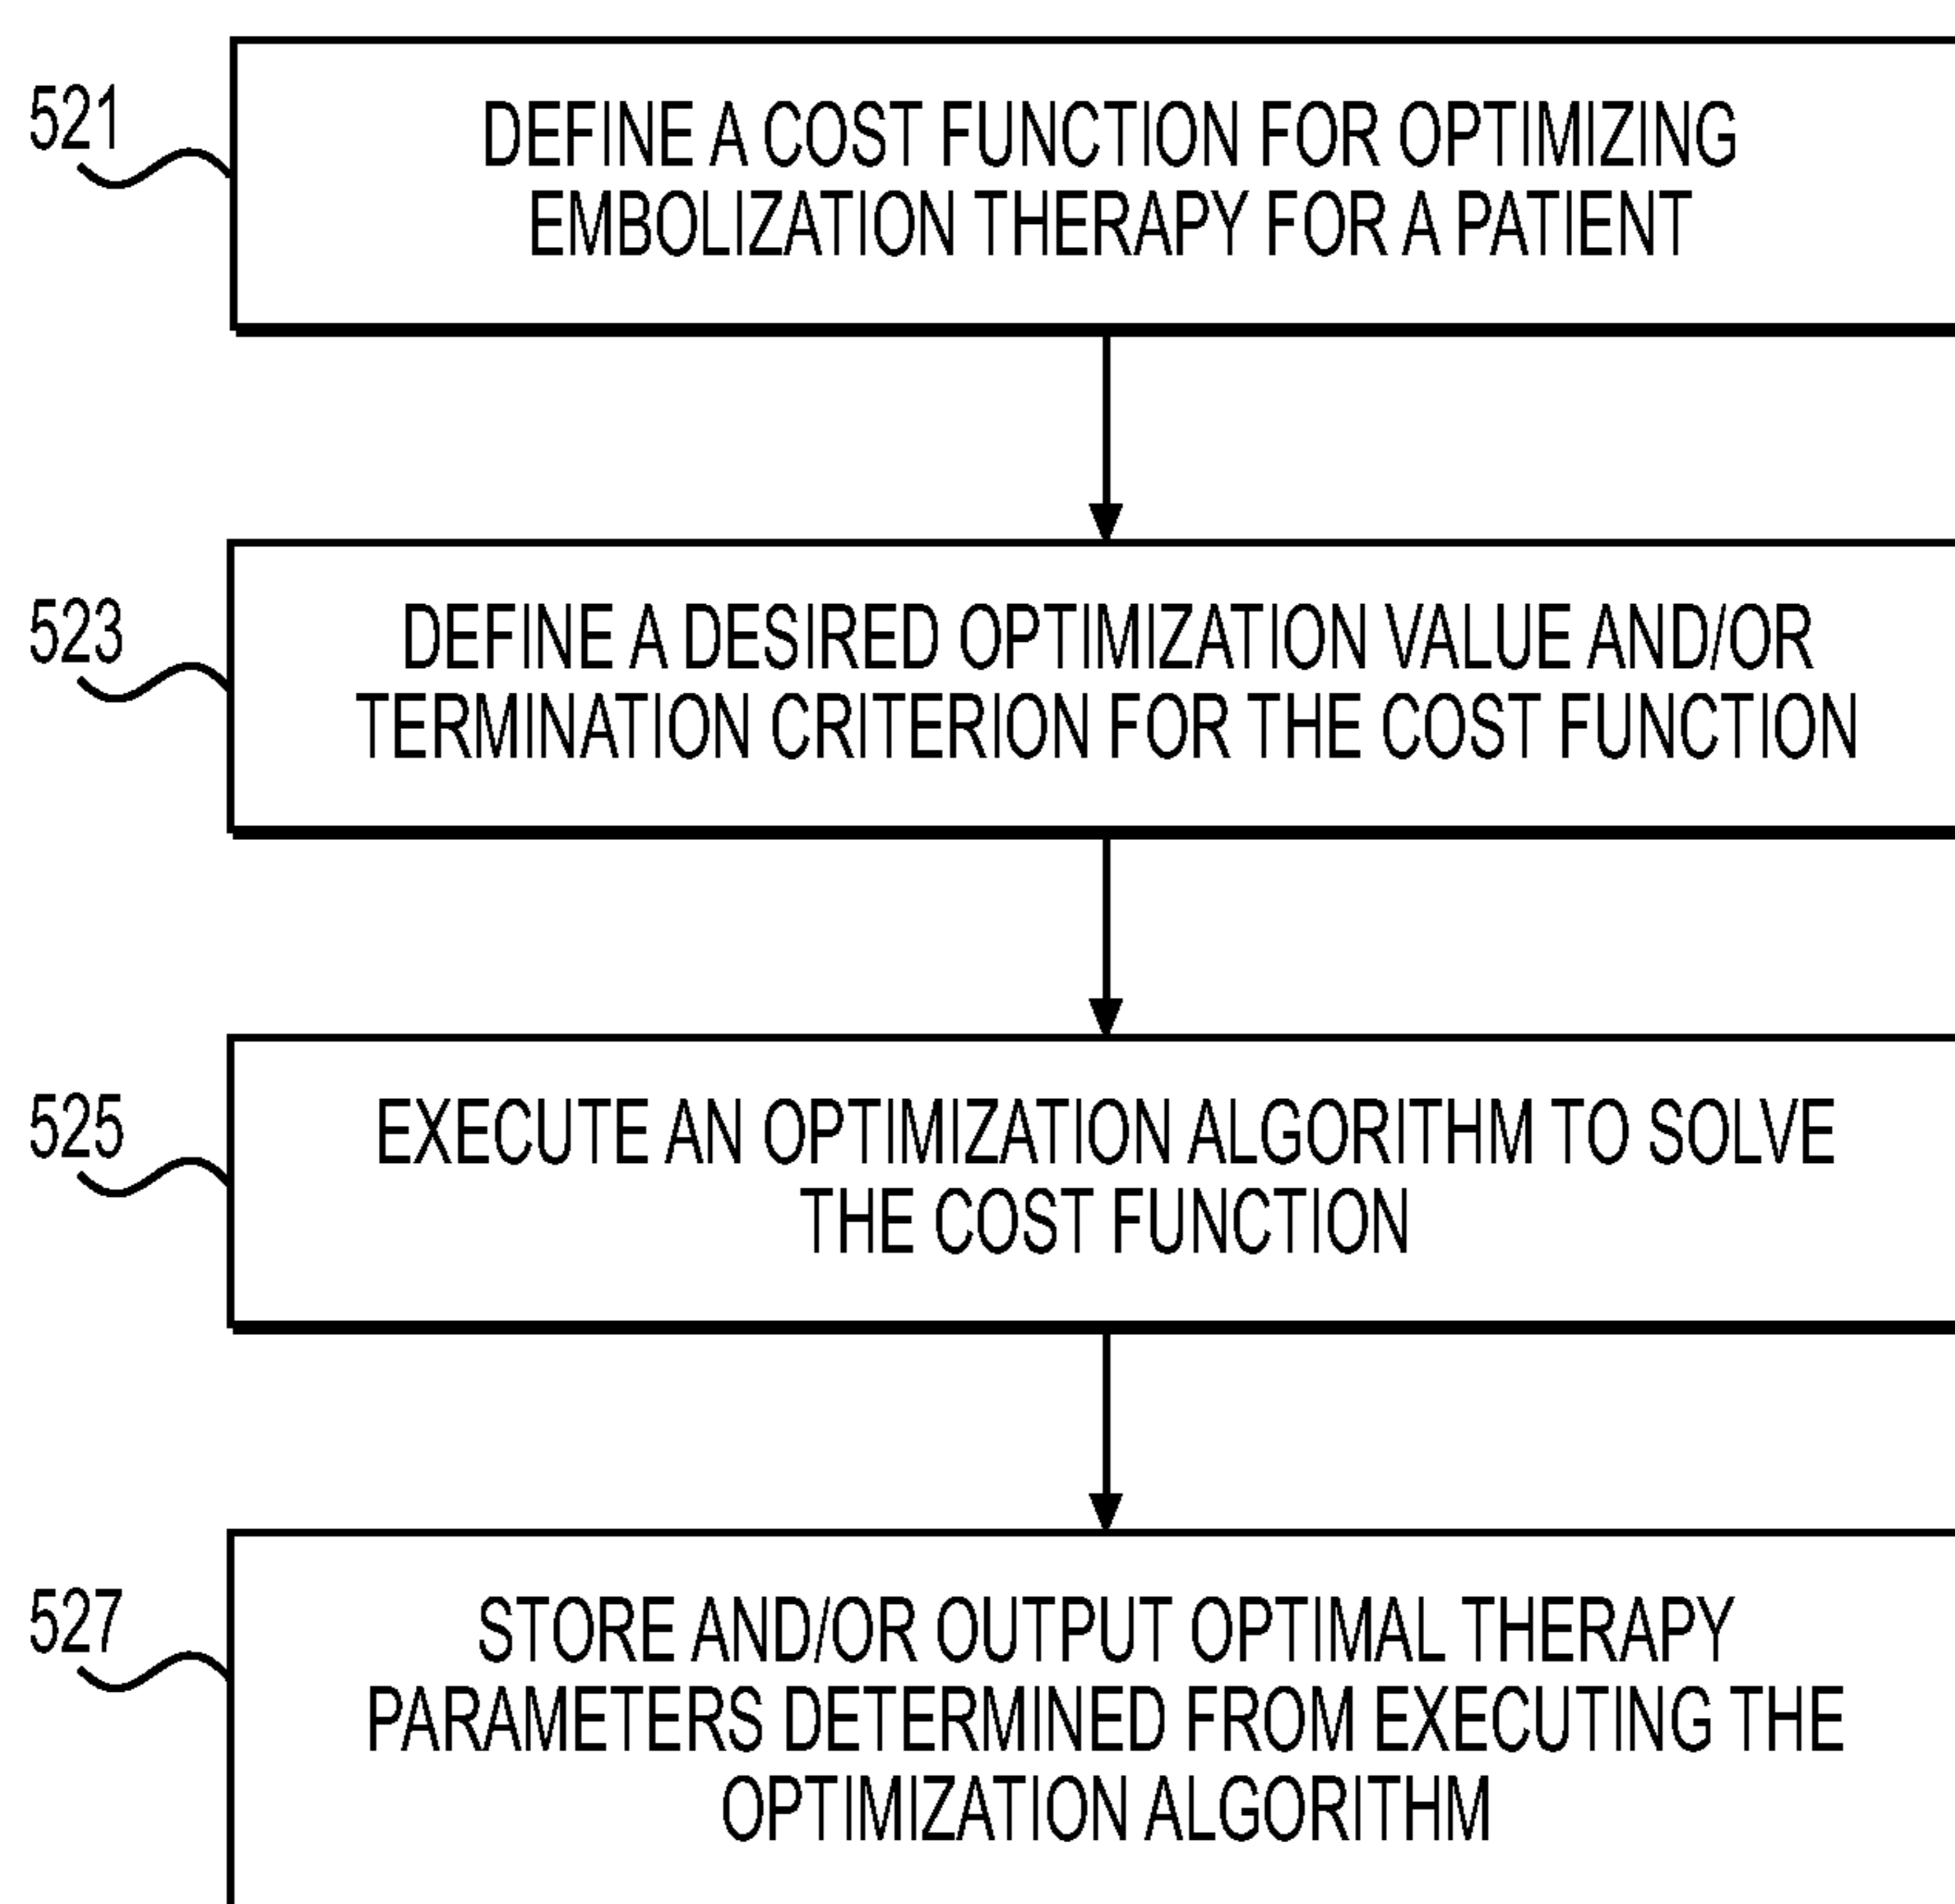 521
DEFINE A COST FUNCTION FOR OPTIMIZING
EMBOLIZATION THERAPY FOR A PATIENT
523
DEFINE A DESIRED OPTIMIZATION VALUE AND/OR
TERMINATION CRITERION FOR THE COST FUNCTION
525
EXECUTE AN OPTIMIZATION ALGORITHM TO SOLVE
THE COST FUNCTION
527
STORE AND/OR OUTPUT OPTIMAL THERAPY
PARAMETERS DETERMINED FROM EXECUTING THE
OPTIMIZATION ALGORITHM